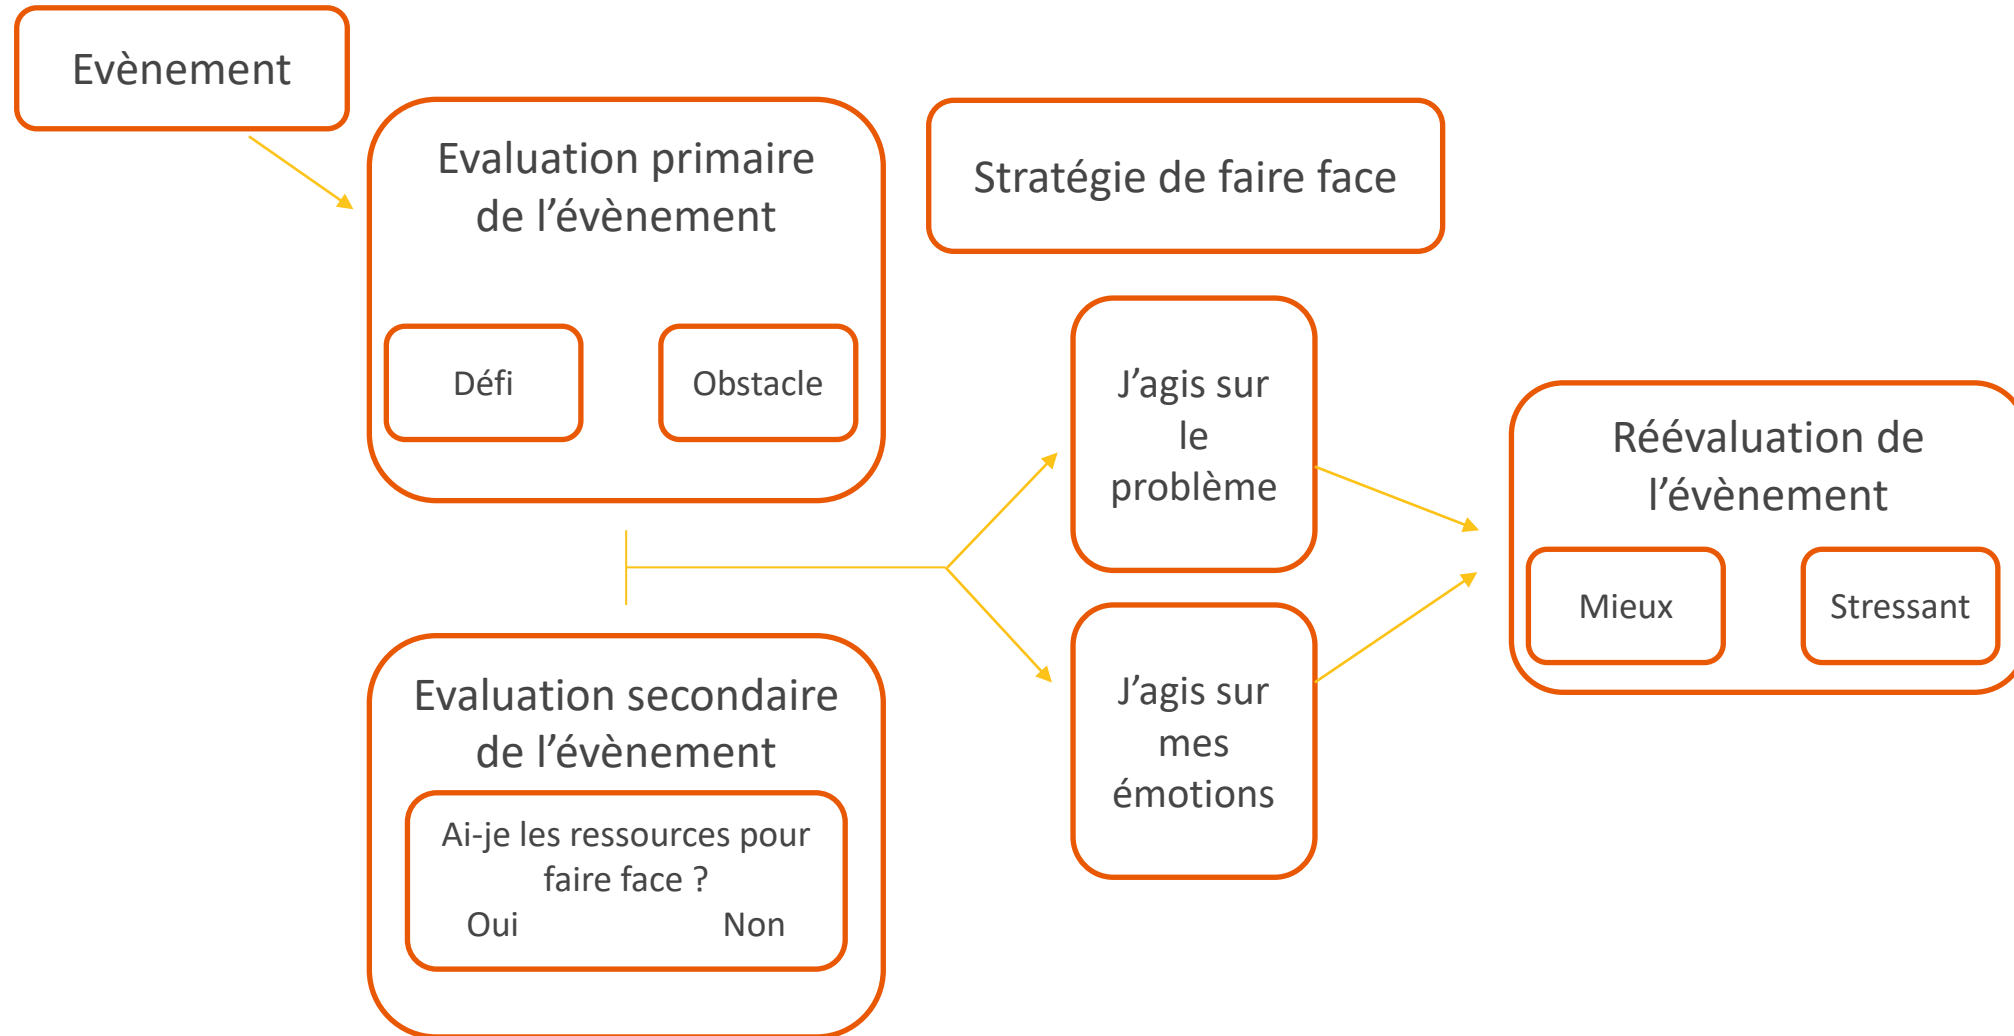 Evènement
Evaluation primaire
de l’évènement
Défi
Obstacle
Evaluation secondaire
de l’évènement
Ai-je les ressources pour
faire face ?
Oui Non
Stratégie de faire face
J’agis sur
le
problème
J’agis sur
mes
émotions
Réévaluation de
l’évènement
Mieux
Stressant